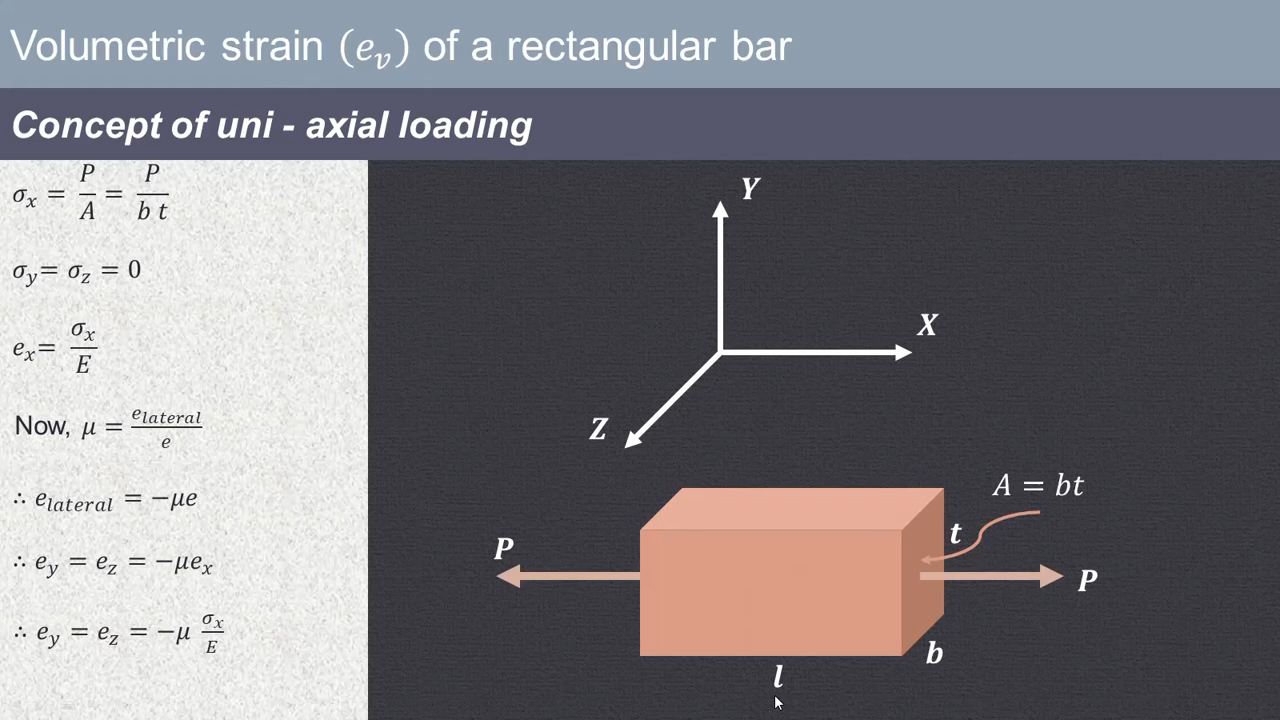 Volumetric strain (e_v) of a rectangular bar
Concept of uni - axial loading
σ_x = P/A = P/(b t)
σ_y = σ_z = 0
e_x = σ_x/E
Now, μ = e_lateral/e
∴ e_lateral = −μe
∴ e_y = e_z = −μe_x
∴ e_y = e_z = −μ σ_x/E
Y
X
Z
A = bt
t
P
P
b
l